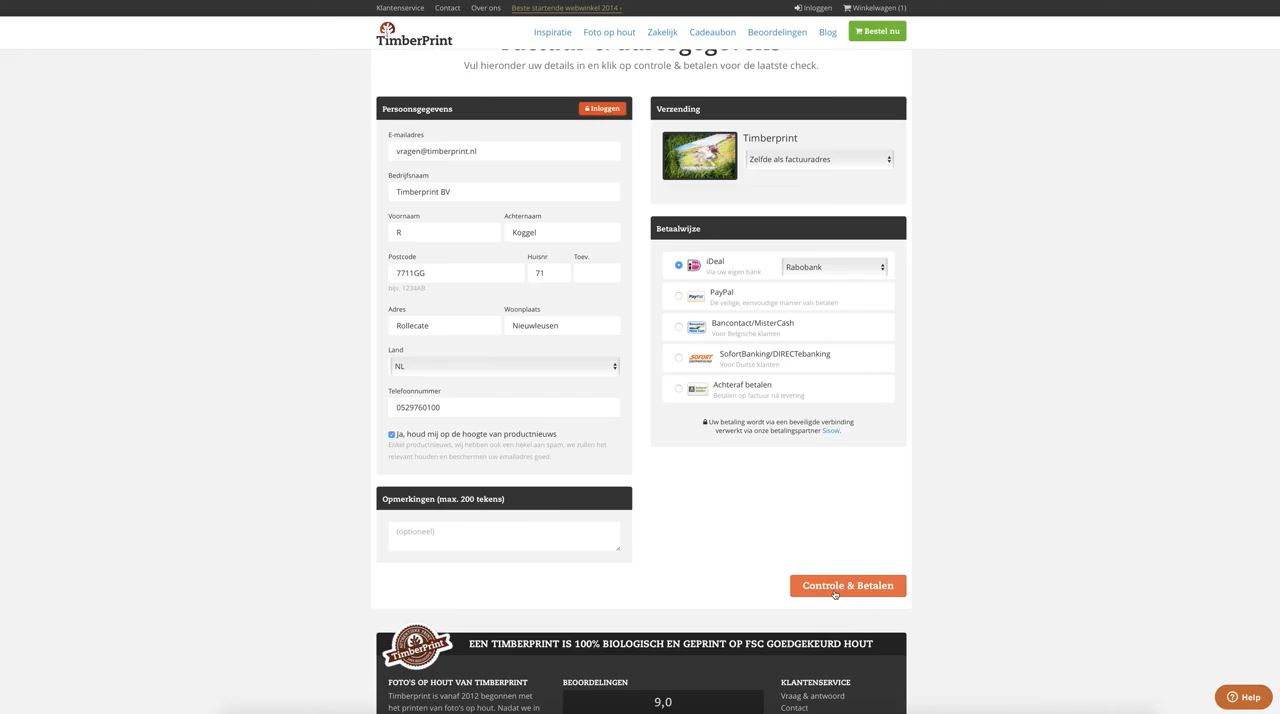 Klantenservice Contact Over ons Beste startende webwinkel 2014 ›
Inloggen Winkelwagen (1)
TimberPrint
Inspiratie Foto op hout Zakelijk Cadeaubon Beoordelingen Blog Bestel nu
Vul hieronder uw details in en klik op controle & betalen voor de laatste check.
Persoonsgegevens Inloggen
E-mailadres
vragen@timberprint.nl
Bedrijfsnaam
Timberprint BV
Voornaam Achternaam
R Koggel
Postcode Huisnr Toev.
7711GG 71
bijv. 1234AB
Adres Woonplaats
Rollecate Nieuwleusen
Land
NL
Telefoonnummer
0529760100
Ja, houd mij op de hoogte van productnieuws
Enkel productnieuws, wij hebben ook een hekel aan spam, we zullen het
relevant houden en beschermen uw emailadres goed.
Opmerkingen (max. 200 tekens)
(optioneel)
Verzending
Timberprint
Zelfde als factuuradres
Betaalwijze
iDeal
Via uw eigen bank
Rabobank
PayPal
PayPal
De veilige, eenvoudige manier van betalen
Bancontact/MisterCash
Voor Belgische klanten
SOFORT
SofortBanking/DIRECTebanking
Voor Duitse klanten
Achteraf betalen
Betalen op factuur ná levering
Uw betaling wordt via een beveiligde verbinding
verwerkt via onze betalingspartner Sisow.
Controle & Betalen
TimberPrint
EEN TIMBERPRINT IS 100% BIOLOGISCH EN GEPRINT OP FSC GOEDGEKEURD HOUT
FOTO'S OP HOUT VAN TIMBERPRINT
Timberprint is vanaf 2012 begonnen met
het printen van foto's op hout. Nadat we in
BEOORDELINGEN
9,0
KLANTENSERVICE
Vraag & antwoord
Contact
Help